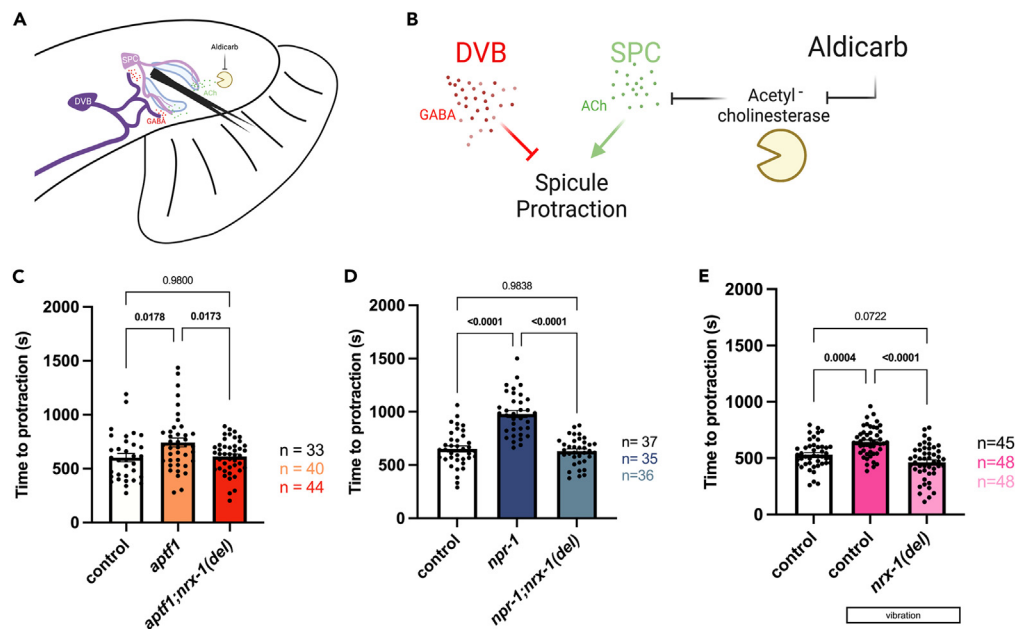 A
SPC
DVB
GABA
ACh
Aldicarb
B
DVB
SPC
Aldicarb
GABA
ACh
Acetyl-
cholinesterase
Spicule
Protraction
C
0.9800
0.0178
0.0173
2000
1500
1000
500
0
Time to protraction (s)
control
aptf1
aptf1;nrx-1(del)
n = 33
n = 40
n = 44
D
0.9838
<0.0001
<0.0001
2000
1500
1000
500
0
Time to protraction (s)
control
npr-1
npr-1;nrx-1(del)
n= 37
n= 35
n= 36
E
0.0722
0.0004
<0.0001
2000
1500
1000
500
0
Time to protraction (s)
control
control
nrx-1(del)
vibration
n=45
n=48
n=48